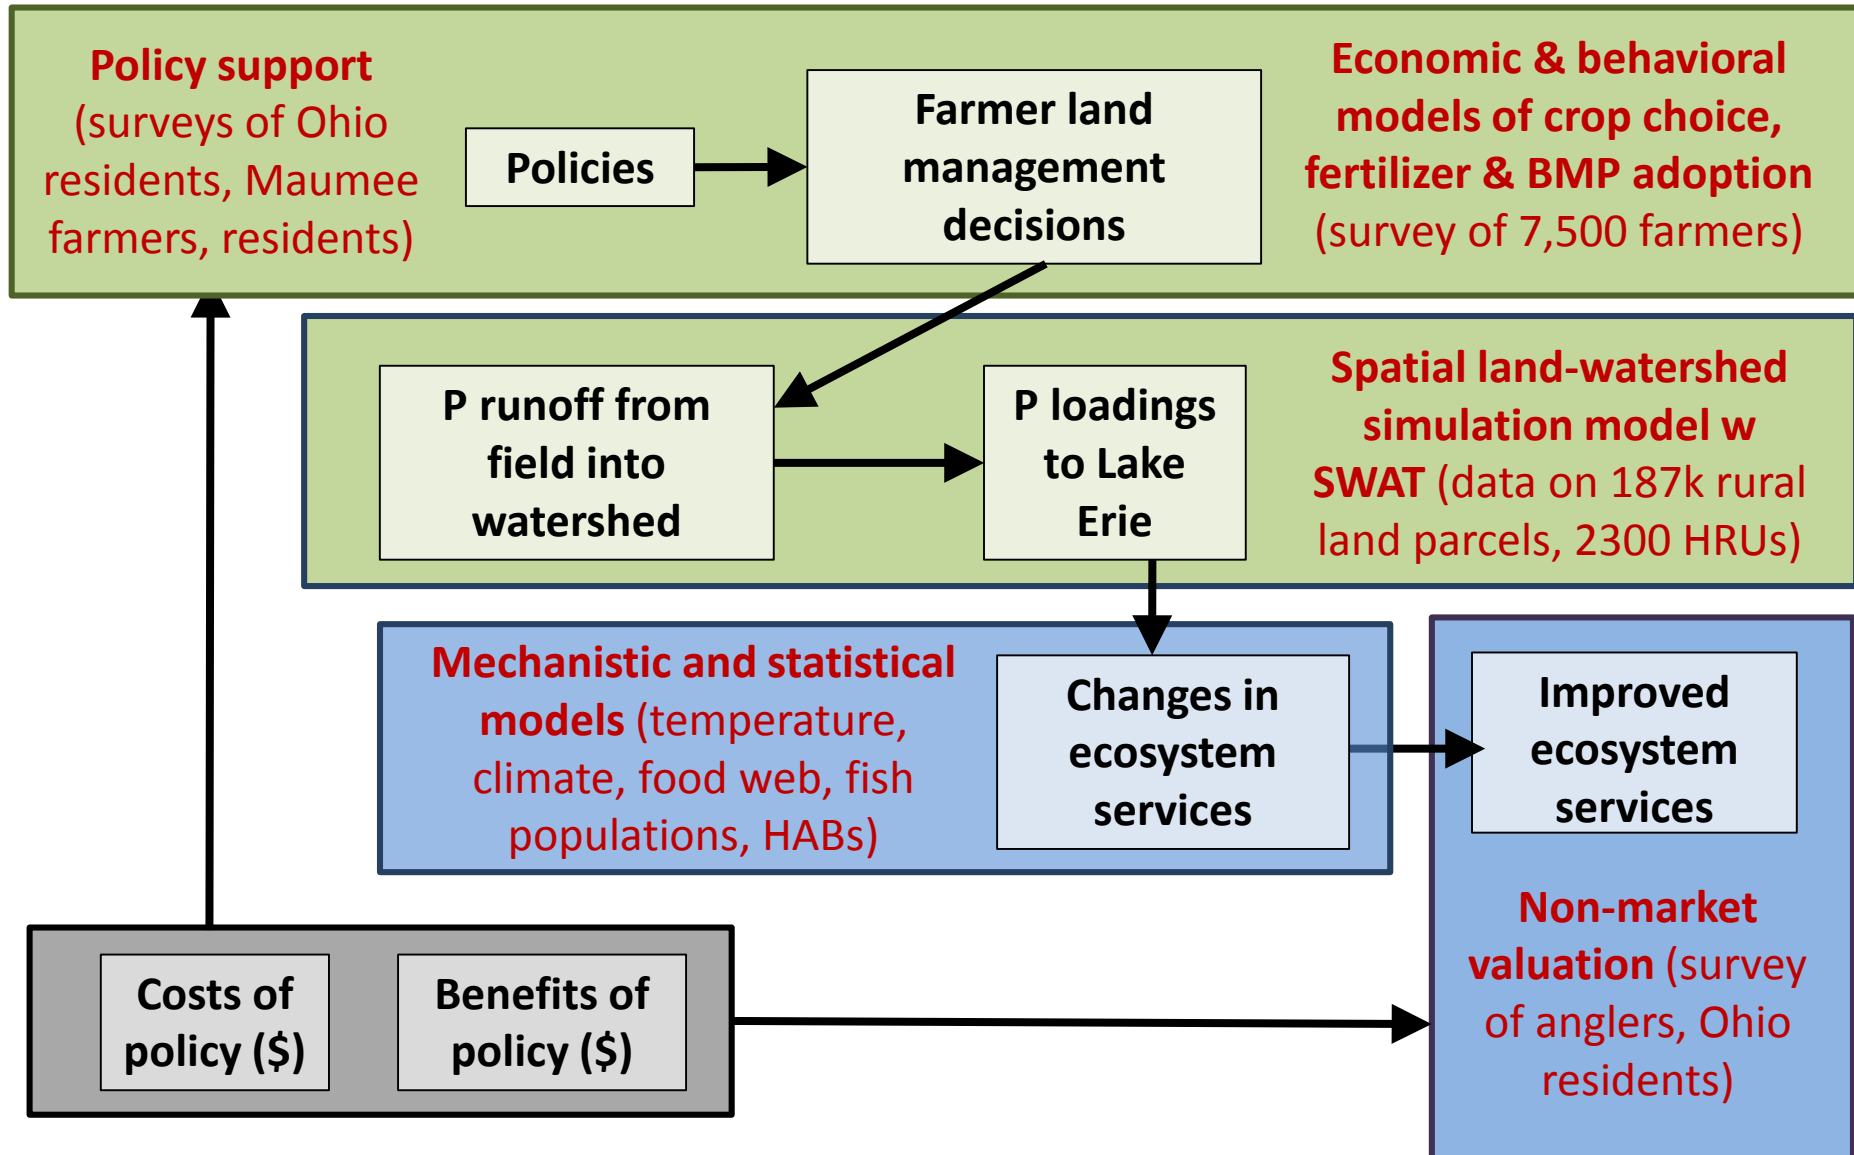 Policy support
(surveys of Ohio
residents, Maumee
farmers, residents)
Policies
Farmer land
management
decisions
Economic & behavioral
models of crop choice,
fertilizer & BMP adoption
(survey of 7,500 farmers)
P runoff from
field into
watershed
P loadings
to Lake
Erie
Spatial land-watershed
simulation model w
SWAT (data on 187k rural
land parcels, 2300 HRUs)
Mechanistic and statistical
models (temperature,
climate, food web, fish
populations, HABs)
Changes in
ecosystem
services
Improved
ecosystem
services
Non-market
valuation (survey
of anglers, Ohio
residents)
Costs of
policy ($)
Benefits of
policy ($)